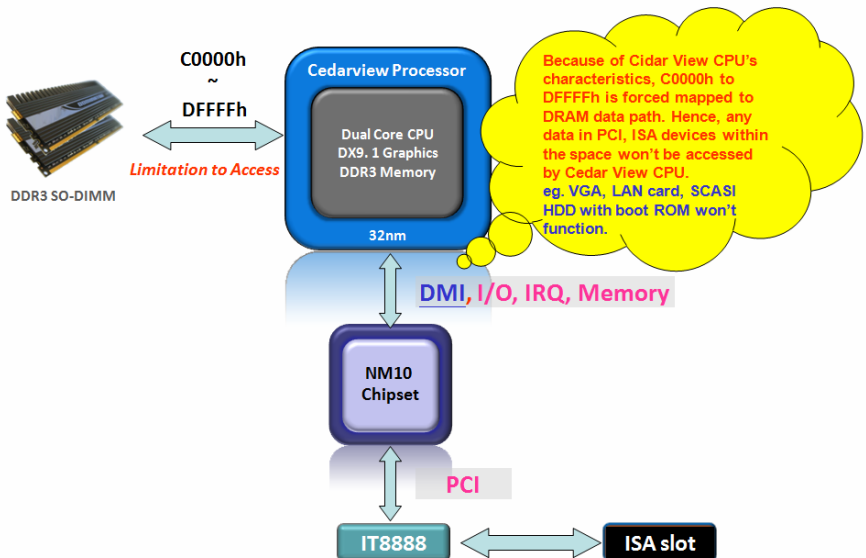 C0000h
~
DFFFFh
Limitation to Access
DDR3 SO-DIMM
Cedarview Processor
Dual Core CPU
DX9. 1 Graphics
DDR3 Memory
32nm
Because of Cidar View CPU's
characteristics, C0000h to
DFFFFh is forced mapped to
DRAM data path. Hence, any
data in PCI, ISA devices within
the space won't be accessed
by Cedar View CPU.
eg. VGA, LAN card, SCASI
HDD with boot ROM won't
function.
DMI, I/O, IRQ, Memory
NM10
Chipset
PCI
IT8888
ISA slot